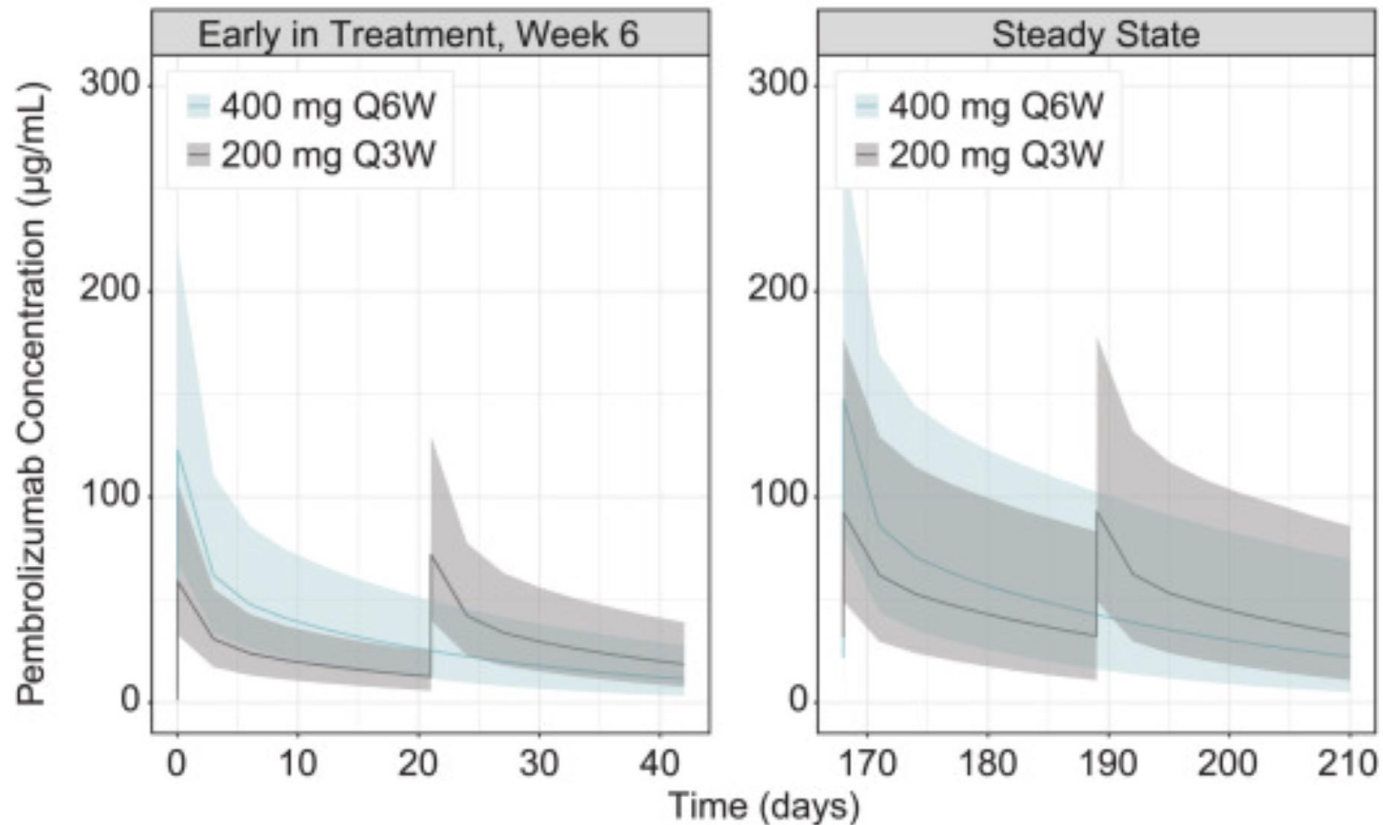 Early in Treatment, Week 6
Steady State
Pembrolizumab Concentration (µg/mL)
300
200
100
0
400 mg Q6W
200 mg Q3W
0 10 20 30 40
300
200
100
0
400 mg Q6W
200 mg Q3W
170 180 190 200 210
Time (days)